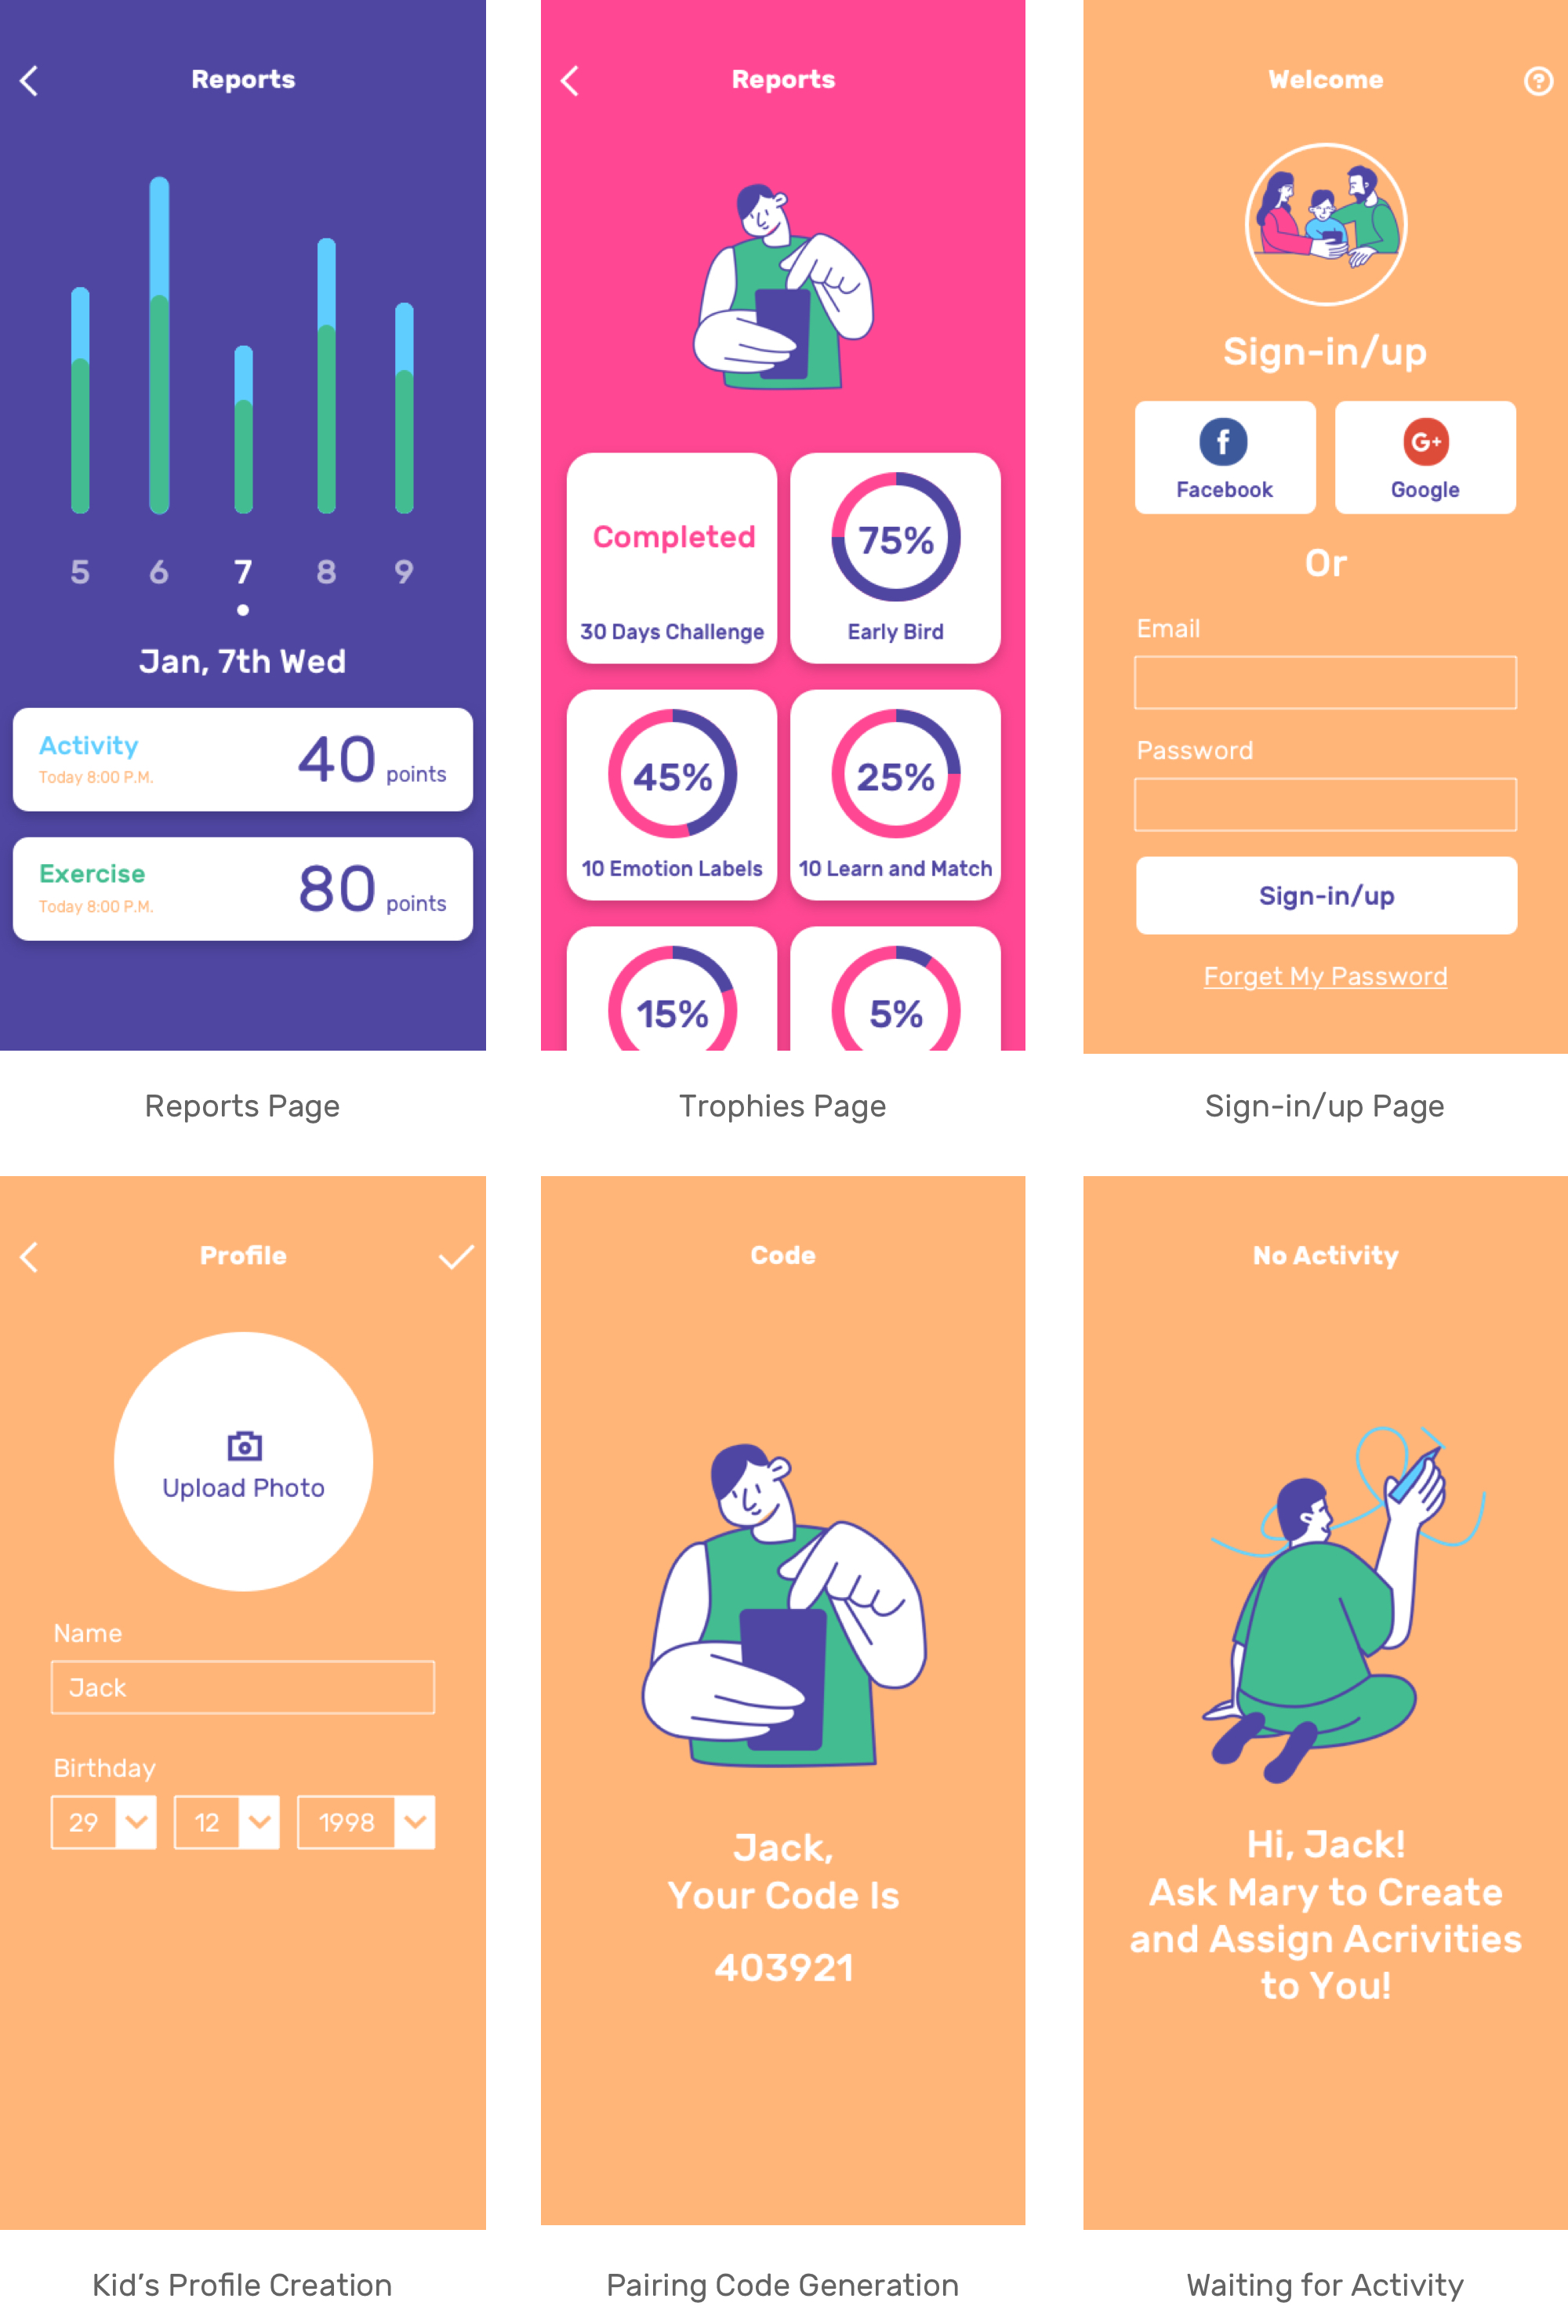 Reports
5 6 7 8 9
Jan, 7th Wed
Activity
Today 8:00 P.M.
40 points
Exercise
Today 8:00 P.M.
80 points
Reports Page
Reports
Completed
30 Days Challenge
75%
Early Bird
45%
10 Emotion Labels
25%
10 Learn and Match
15%
5%
Trophies Page
Welcome
?
Sign-in/up
f
Facebook
G+
Google
Or
Email
Password
Sign-in/up
Forget My Password
Sign-in/up Page
Profile
Upload Photo
Name
Jack
Birthday
29 12 1998
Kid's Profile Creation
Code
Jack,
Your Code Is
403921
Pairing Code Generation
No Activity
Hi, Jack!
Ask Mary to Create
and Assign Acrivities
to You!
Waiting for Activity